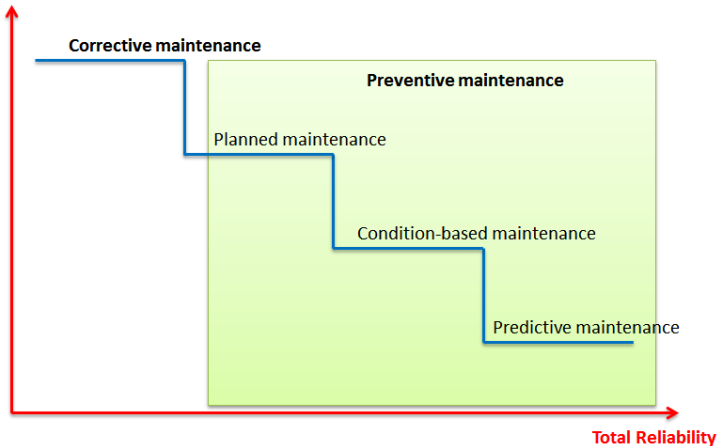 Corrective maintenance
Preventive maintenance
Planned maintenance
Condition-based maintenance
Predictive maintenance
Total Reliability